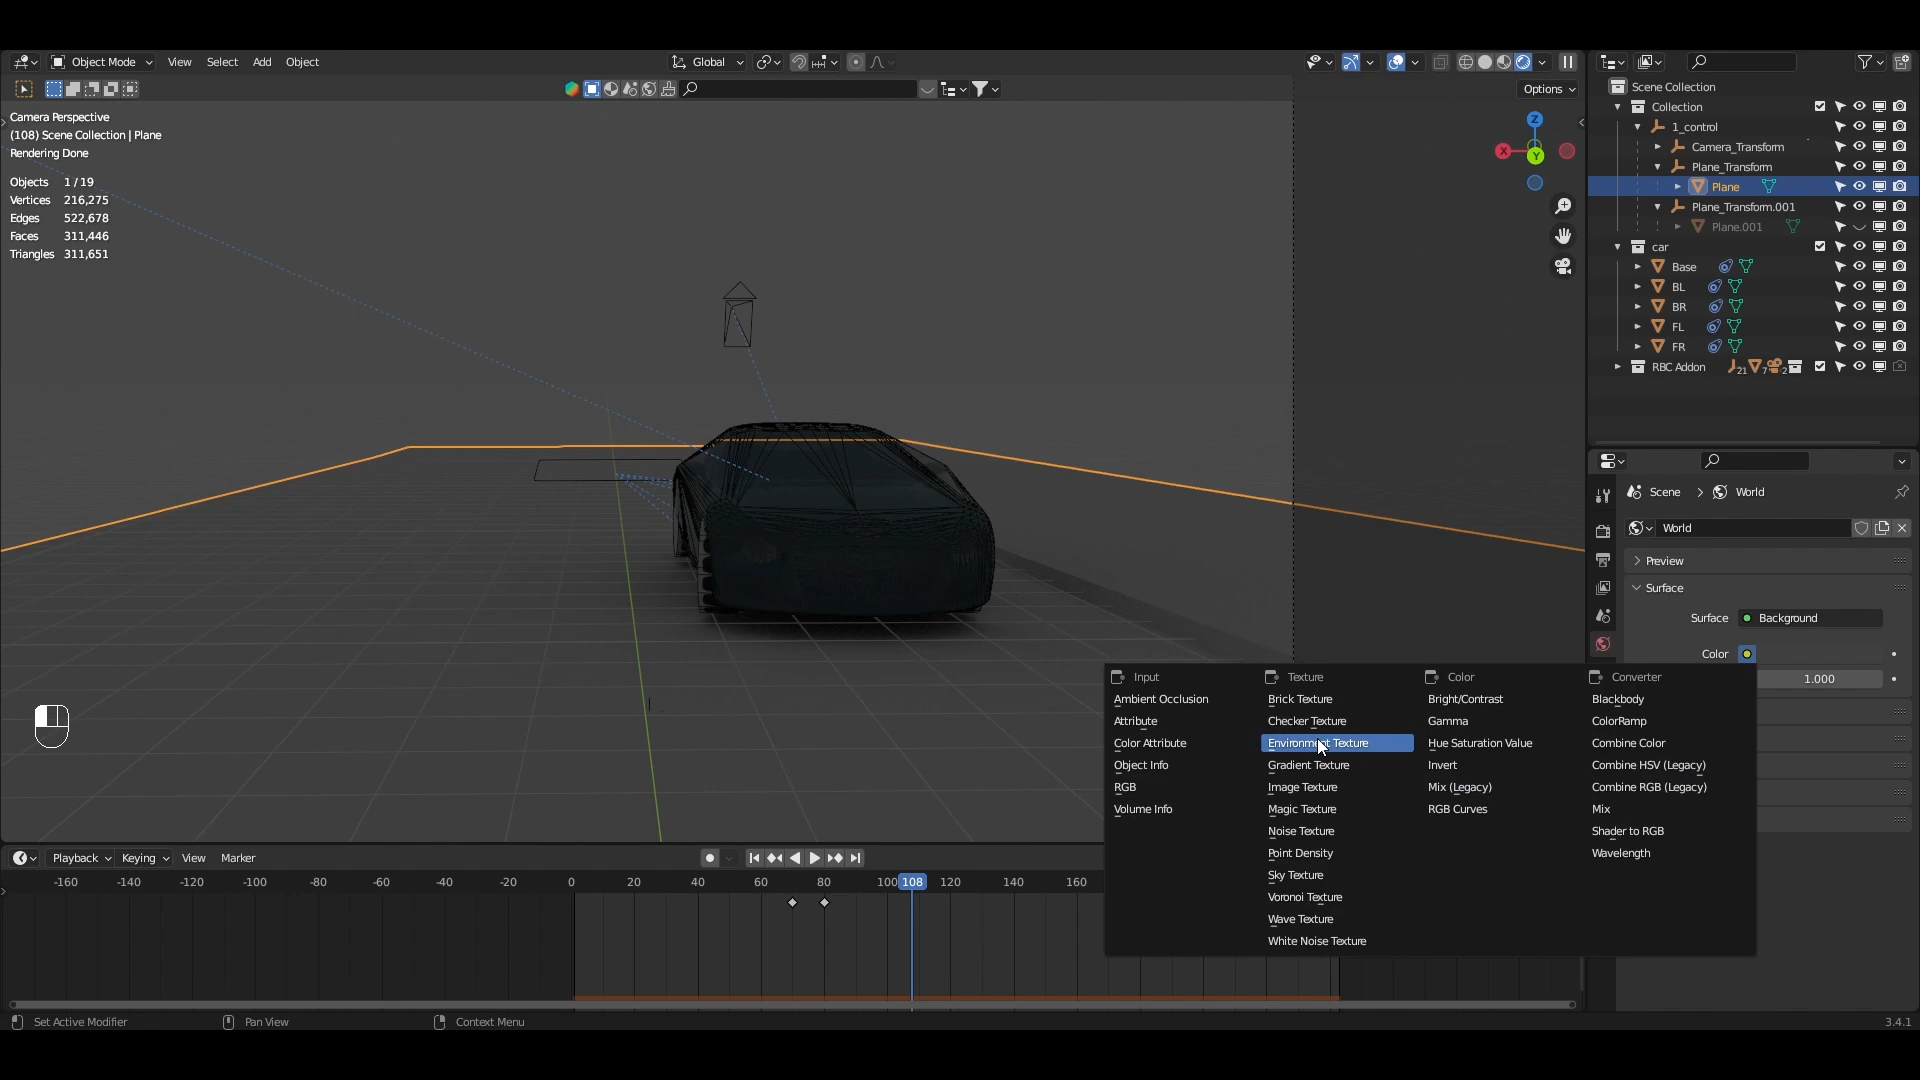 Object Mode View Select Add Object Global
Options
Camera Perspective
(108) Scene Collection | Plane
Rendering Done
Objects 1 / 19
Vertices 216,275
Edges 522,678
Faces 311,446
Triangles 311,651
Z
X
Y
Scene Collection
Collection
1_control
Camera_Transform
Plane_Transform
Plane
Plane_Transform.001
Plane.001
car
Base
BL
BR
FL
FR
RBC Addon 21 7 2
Scene > World
World
Preview
Surface
Surface Background
Color
1.000
Input Texture Color Converter
Ambient Occlusion Brick Texture Bright/Contrast Blackbody
Attribute Checker Texture Gamma ColorRamp
Color Attribute Environment Texture Hue Saturation Value Combine Color
Object Info Gradient Texture Invert Combine HSV (Legacy)
RGB Image Texture Mix (Legacy) Combine RGB (Legacy)
Volume Info Magic Texture RGB Curves Mix
Noise Texture Shader to RGB
Point Density Wavelength
Sky Texture
Voronoi Texture
Wave Texture
White Noise Texture
Playback Keying View Marker
-160 -140 -120 -100 -80 -60 -40 -20 0 20 40 60 80 100 108 120 140 160
Set Active Modifier Pan View Context Menu 3.4.1